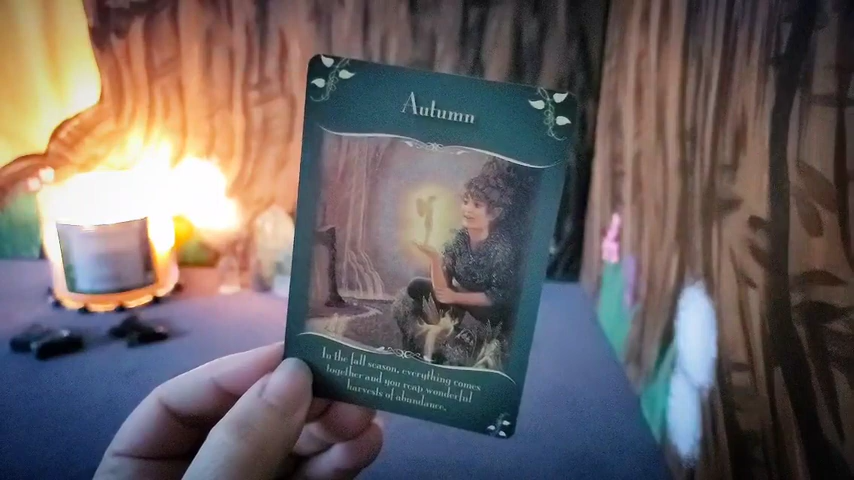 Autumn
In the fall season, everything comes
together and you reap wonderful
harvests of abundance.